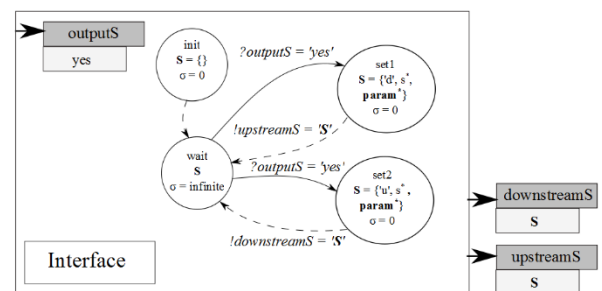 outputS
yes
init
S = {}
σ = 0
?outputS = 'yes'
set1
S = {'d', s*,
param*}
σ = 0
!upstreamS = 'S'
wait
S
σ = infinite
?outputS = 'yes'
set2
S = {'u', s*,
param*}
σ = 0
!downstreamS = 'S'
Interface
downstreamS
S
upstreamS
S